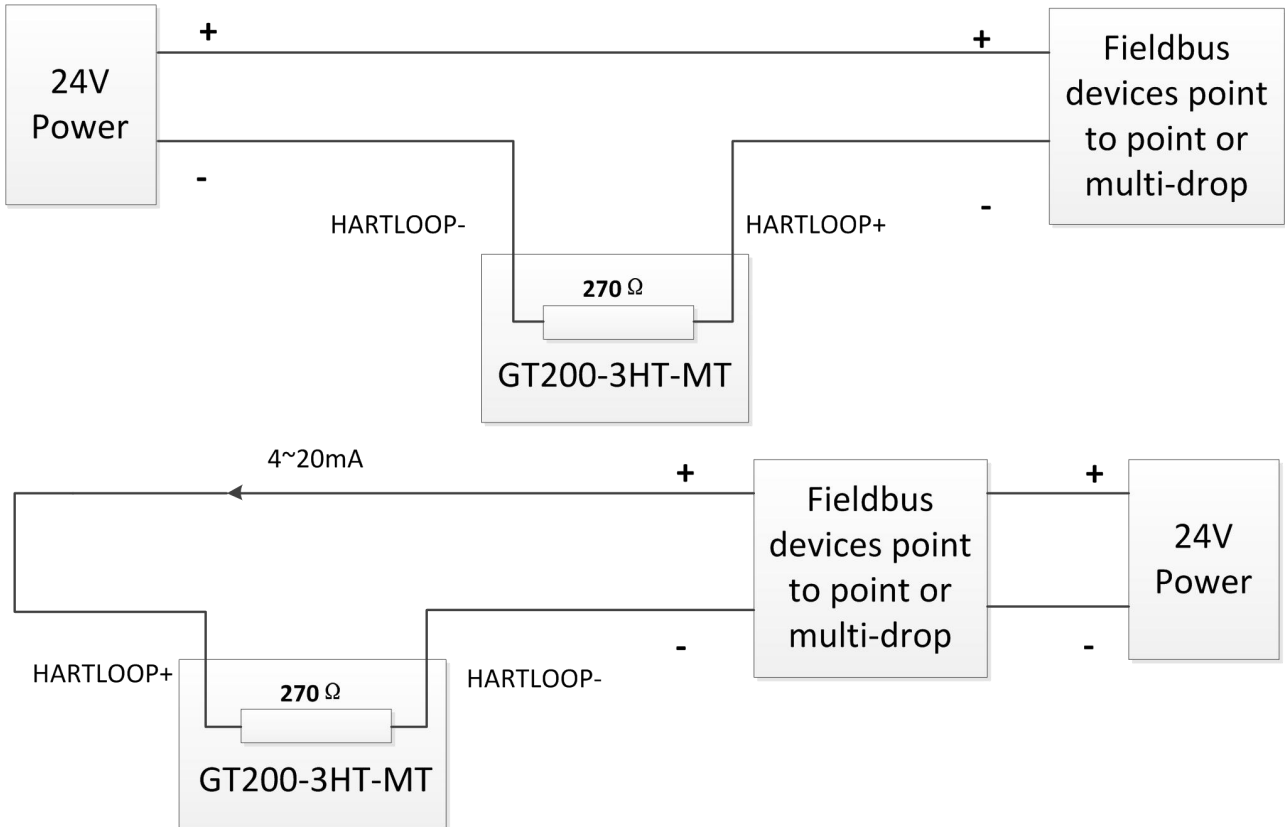 +
+
24V
Power
Fieldbus
devices point
to point or
multi-drop
-
-
HARTLOOP-
HARTLOOP+
270 Ω
GT200-3HT-MT
4~20mA
+
+
Fieldbus
devices point
to point or
multi-drop
24V
Power
-
-
HARTLOOP+
HARTLOOP-
270 Ω
GT200-3HT-MT